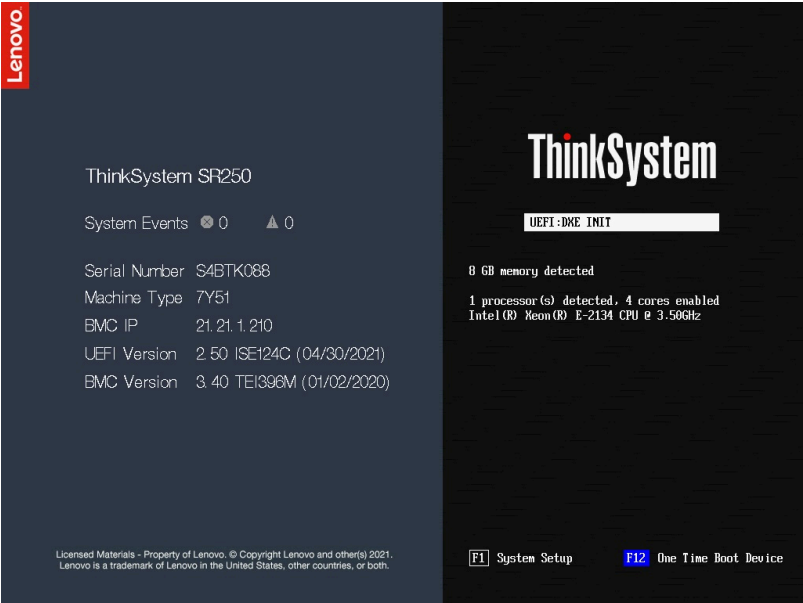 Lenovo
ThinkSystem SR250
System Events 0 0
Serial Number S4BTK088
Machine Type 7Y51
BMC IP 21.21.1.210
UEFI Version 2.50 ISE124C (04/30/2021)
BMC Version 3.40 TEI396M (01/02/2020)
Licensed Materials - Property of Lenovo. © Copyright Lenovo and other(s) 2021.
Lenovo is a trademark of Lenovo in the United States, other countries, or both.
ThinkSystem
UEFI:DXE INIT
8 GB memory detected
1 processor(s) detected, 4 cores enabled
Intel(R) Xeon(R) E-2134 CPU @ 3.50GHz
F1 System Setup
F12 One Time Boot Device